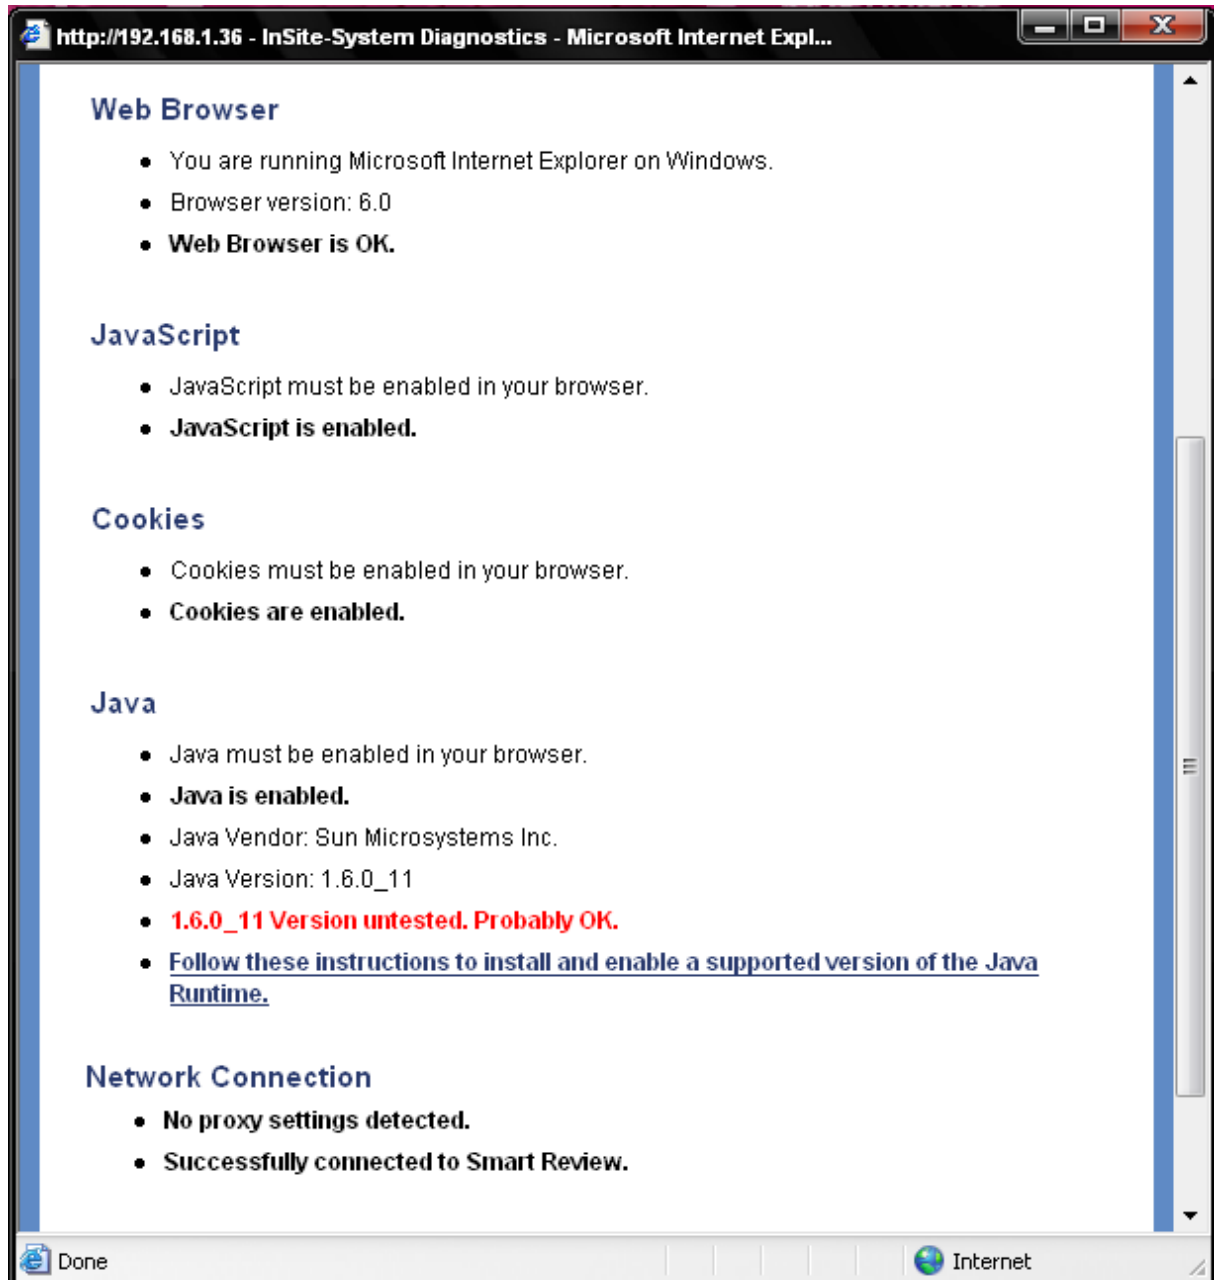 http://192.168.1.36 - InSite-System Diagnostics - Microsoft Internet Expl...
Web Browser
You are running Microsoft Internet Explorer on Windows.
Browser version: 6.0
Web Browser is OK.
JavaScript
JavaScript must be enabled in your browser.
JavaScript is enabled.
Cookies
Cookies must be enabled in your browser.
Cookies are enabled.
Java
Java must be enabled in your browser.
Java is enabled.
Java Vendor: Sun Microsystems Inc.
Java Version: 1.6.0_11
1.6.0_11 Version untested. Probably OK.
Follow these instructions to install and enable a supported version of the Java
Runtime.
Network Connection
No proxy settings detected.
Successfully connected to Smart Review.
Done
Internet